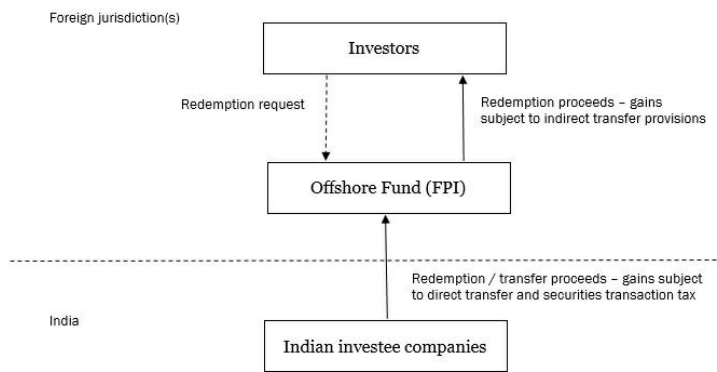 Foreign jurisdiction(s)
Investors
Redemption request
Redemption proceeds – gains
subject to indirect transfer provisions
Offshore Fund (FPI)
Redemption / transfer proceeds – gains subject
to direct transfer and securities transaction tax
India
Indian investee companies